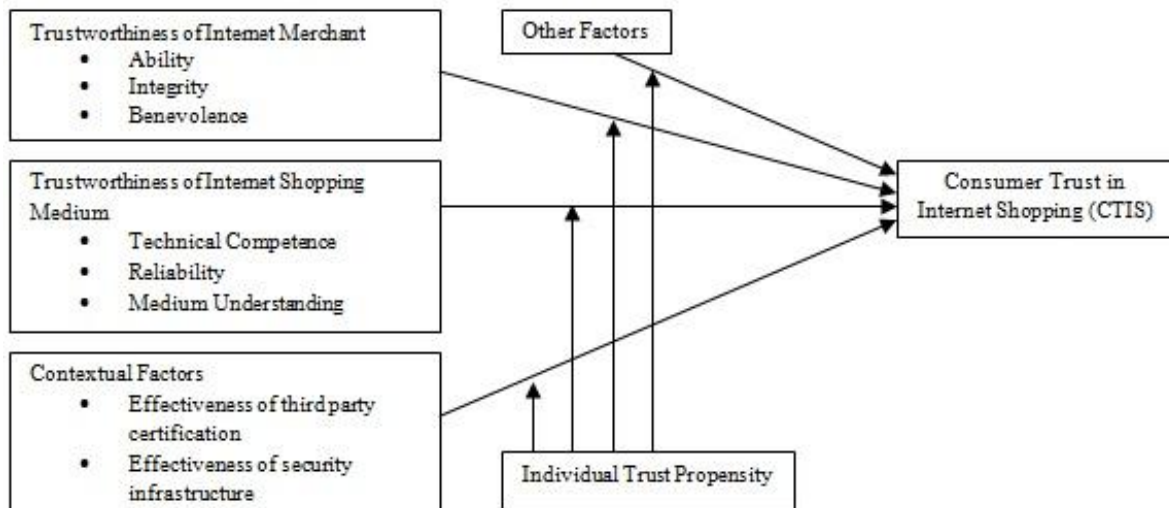 Trustworthiness of Internet Merchant
• Ability
• Integrity
• Benevolence
Other Factors
Trustworthiness of Internet Shopping
Medium
• Technical Competence
• Reliability
• Medium Understanding
Consumer Trust in
Internet Shopping (CTIS)
Contextual Factors
• Effectiveness of third party
certification
• Effectiveness of security
infrastructure
Individual Trust Propensity